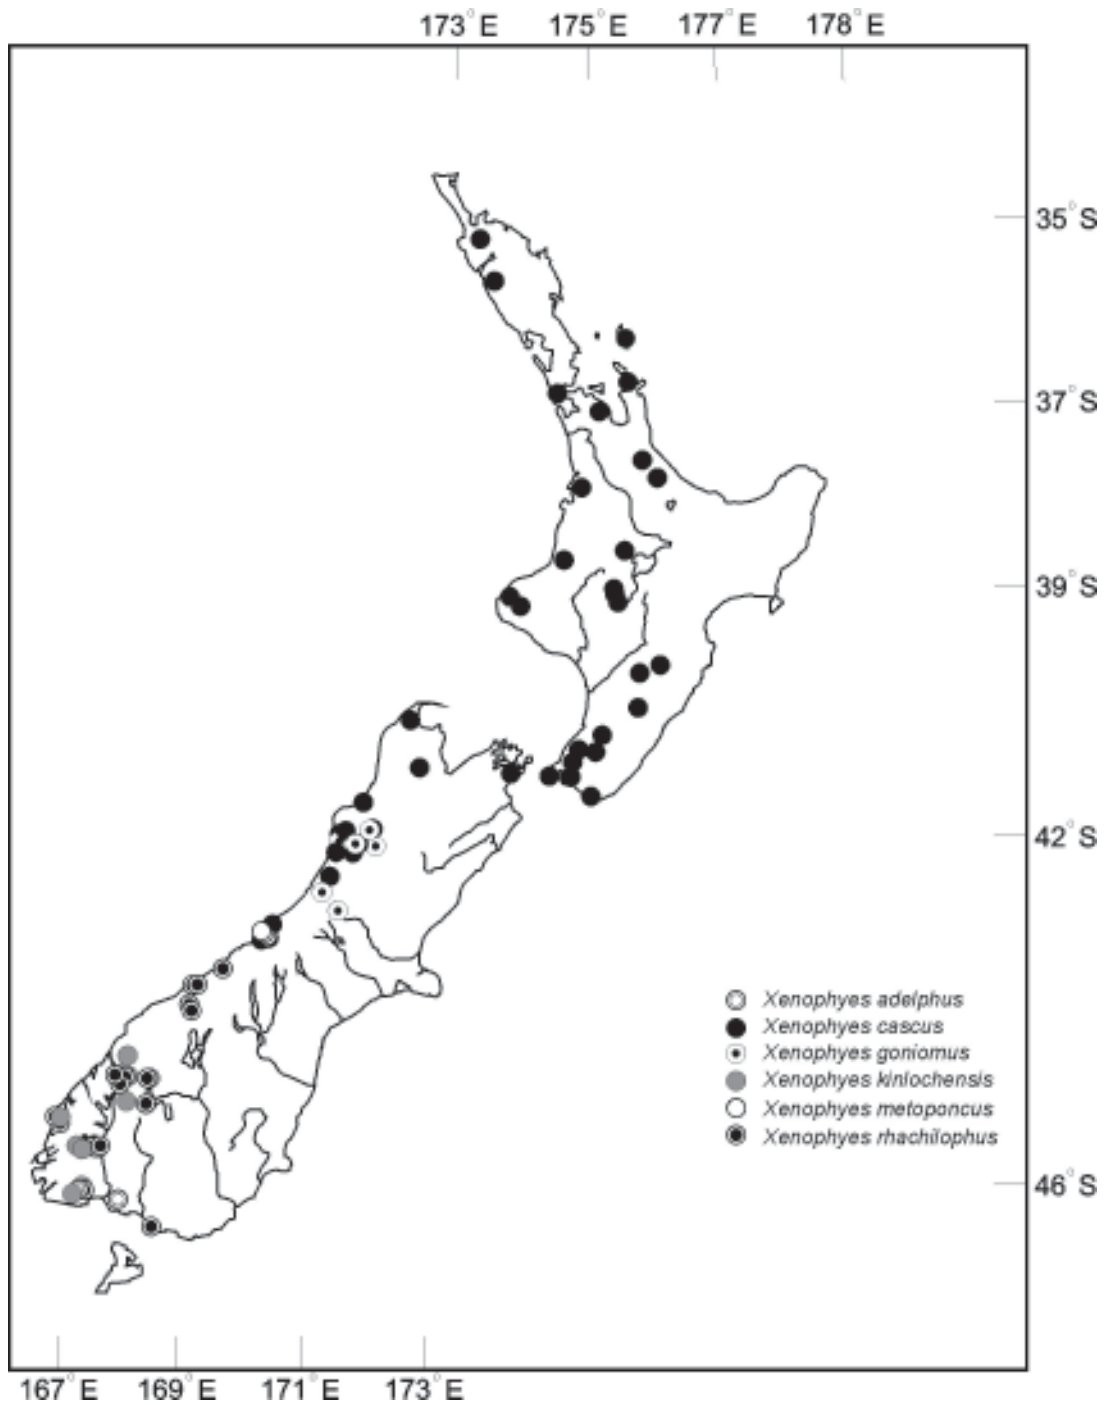 173°E 175°E 177°E 178°E
35°S
37°S
39°S
42°S
Xenophyes adelphus
Xenophyes cascus
Xenophyes goniomus
Xenophyes kinlochensis
Xenophyes metoponcus
Xenophyes rhachilophus
46°S
167°E 169°E 171°E 173°E